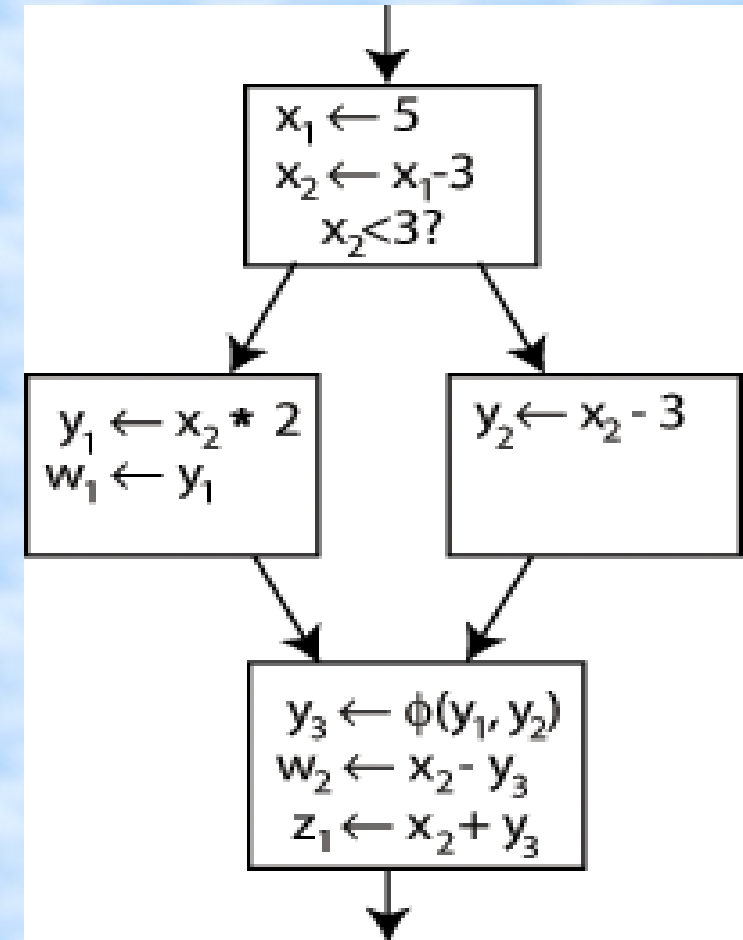 x₁ ← 5
x₂ ← x₁-3
x₂<3?
y₁ ← x₂ * 2
w₁ ← y₁
y₂ ← x₂ - 3
y₃ ← ϕ(y₁, y₂)
w₂ ← x₂ - y₃
z₁ ← x₂ + y₃